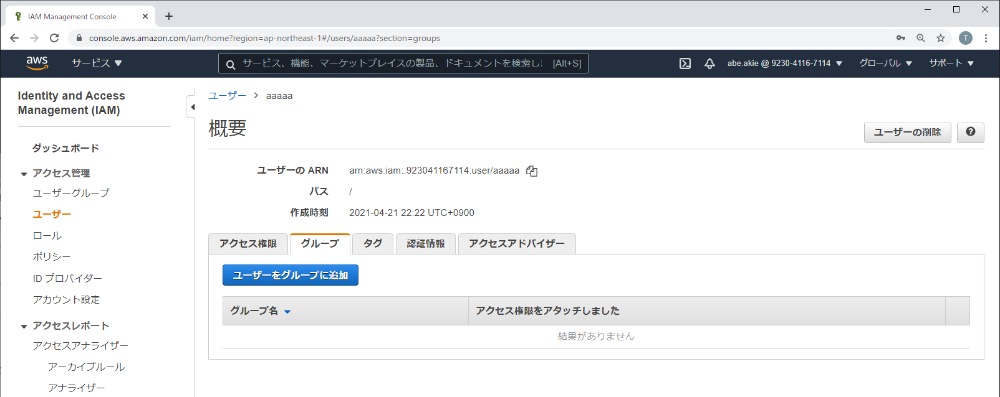 IAM Management Console
console.aws.amazon.com/iam/home?region=ap-northeast-1#/users/aaaaa?section=groups
T
aws
サービス
サービス、機能、マーケットプレイスの製品、ドキュメントを検索し [Alt+S]
abe.akie @ 9230-4116-7114
グローバル
サポート
Identity and Access
Management (IAM)
ダッシュボード
アクセス管理
ユーザーグループ
ユーザー
ロール
ポリシー
ID プロバイダー
アカウント設定
アクセスレポート
アクセスアナライザー
アーカイブルール
アナライザー
ユーザー > aaaaa
概要
ユーザーの削除
?
ユーザーの ARN arn:aws:iam::923041167114:user/aaaaa
パス /
作成時刻 2021-04-21 22:22 UTC+0900
アクセス権限 グループ タグ 認証情報 アクセスアドバイザー
ユーザーをグループに追加
グループ名 アクセス権限をアタッチしました
結果がありません